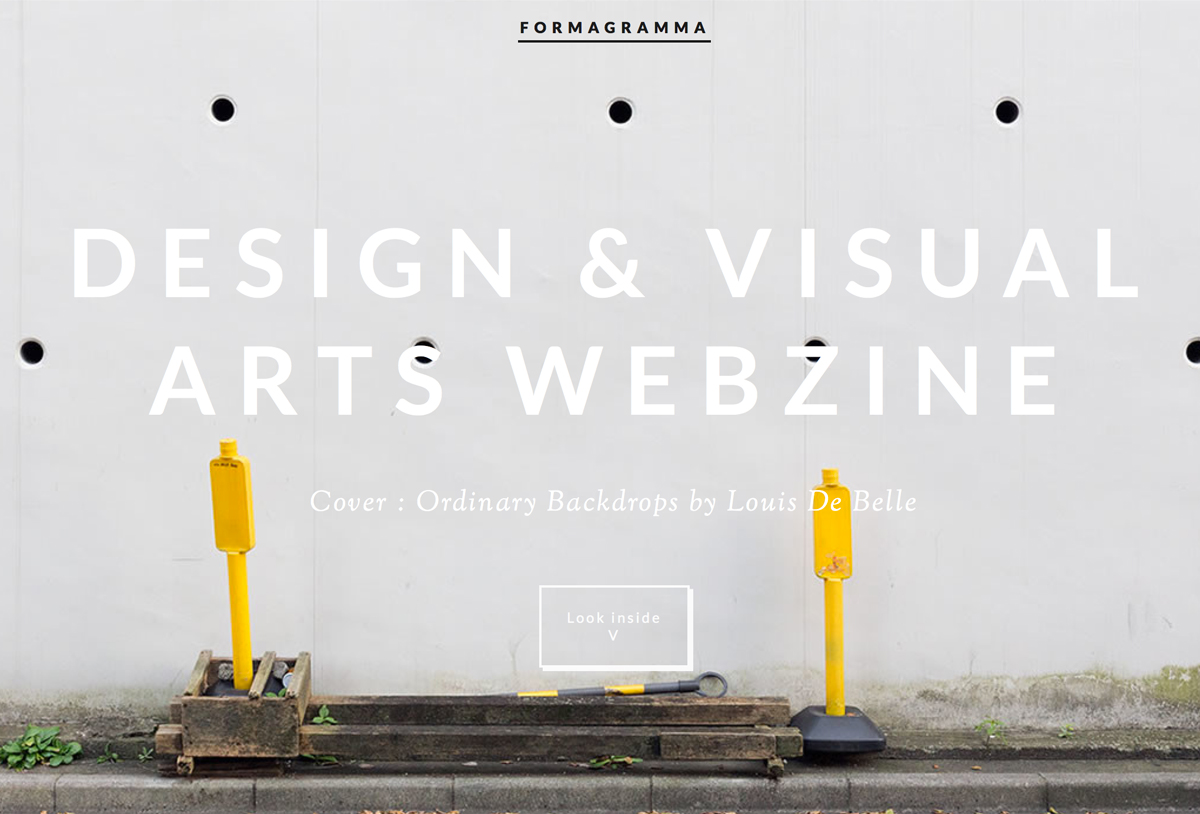 FORMAGRAMMA
DESIGN & VISUAL
ARTS WEBZINE
Cover : Ordinary Backdrops by Louis De Belle
Look inside
V